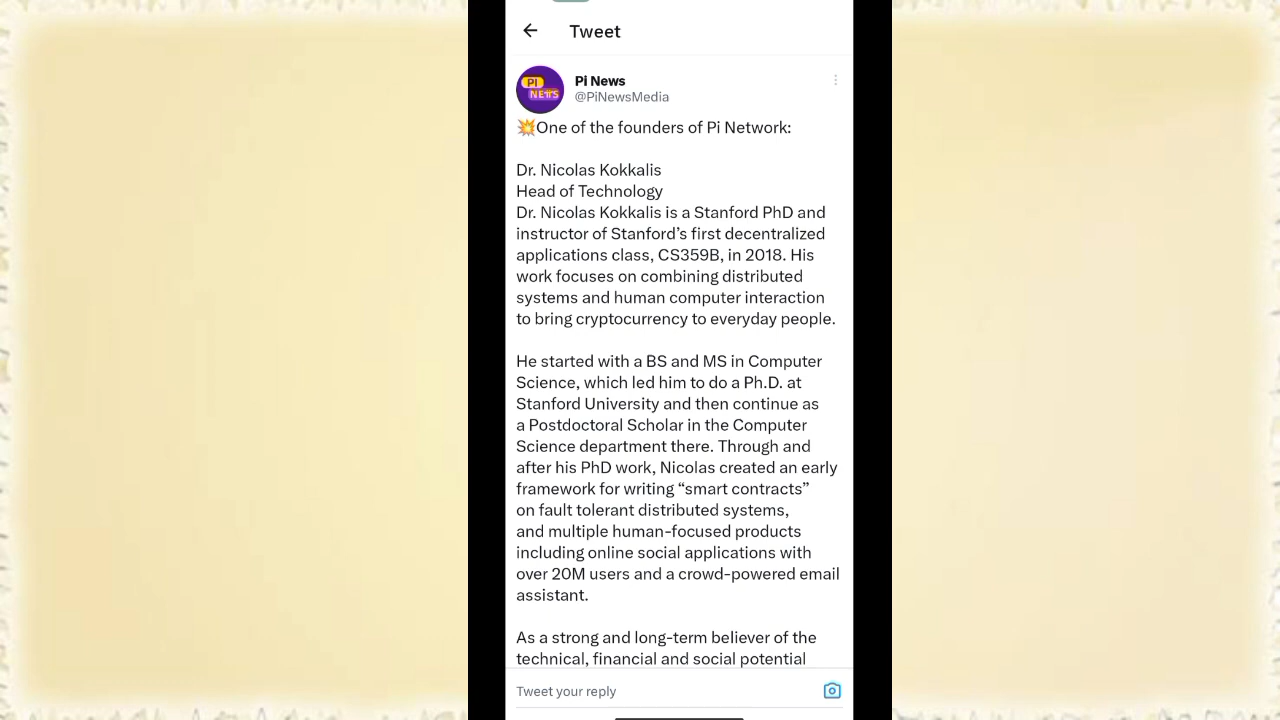 Tweet
PI
NEWS
Pi News
@PiNewsMedia
💥One of the founders of Pi Network:
Dr. Nicolas Kokkalis
Head of Technology
Dr. Nicolas Kokkalis is a Stanford PhD and
instructor of Stanford’s first decentralized
applications class, CS359B, in 2018. His
work focuses on combining distributed
systems and human computer interaction
to bring cryptocurrency to everyday people.
He started with a BS and MS in Computer
Science, which led him to do a Ph.D. at
Stanford University and then continue as
a Postdoctoral Scholar in the Computer
Science department there. Through and
after his PhD work, Nicolas created an early
framework for writing “smart contracts”
on fault tolerant distributed systems,
and multiple human-focused products
including online social applications with
over 20M users and a crowd-powered email
assistant.
As a strong and long-term believer of the
technical, financial and social potential
Tweet your reply